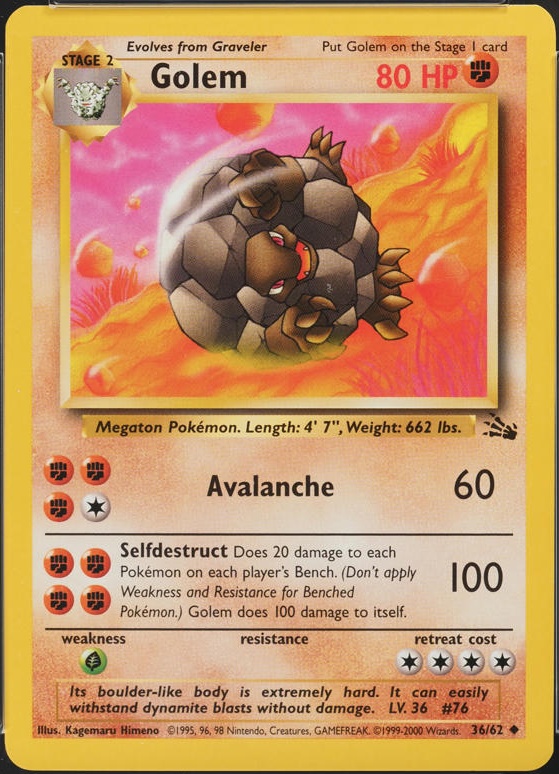 Evolves from Graveler
Put Golem on the Stage 1 card
STAGE 2
Golem
80 HP
Megaton Pokémon. Length: 4' 7", Weight: 662 lbs.
Avalanche
60
Selfdestruct Does 20 damage to each
Pokémon on each player's Bench. (Don't apply
Weakness and Resistance for Benched
Pokémon.) Golem does 100 damage to itself.
100
weakness
resistance
retreat cost
Its boulder-like body is extremely hard. It can easily
withstand dynamite blasts without damage. LV. 36 #76
Illus. Kagemaru Himeno ©1995, 96, 98 Nintendo, Creatures, GAMEFREAK. ©1999-2000 Wizards. 36/62